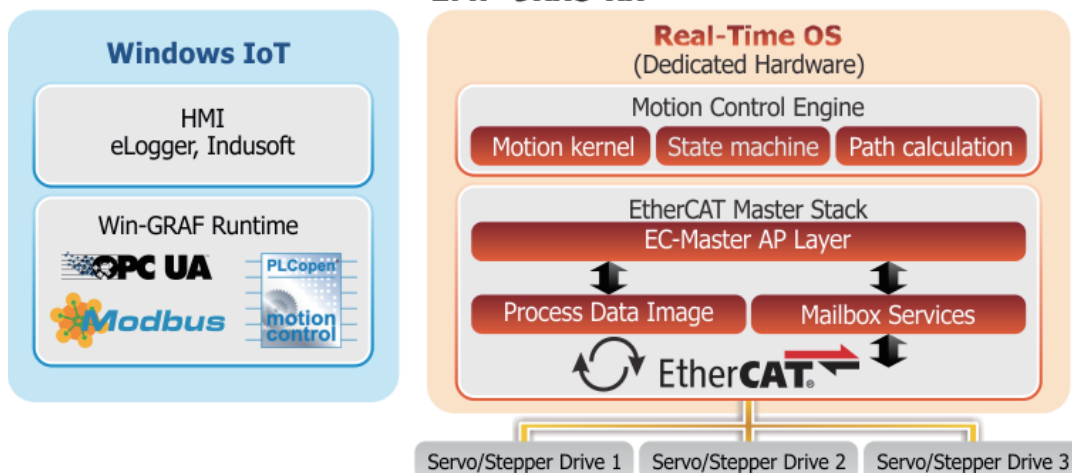 Windows IoT
HMI
eLogger, Indusoft
Win-GRAF Runtime
OPC UA
PLCopen
motion
control
Modbus
Real-Time OS
(Dedicated Hardware)
Motion Control Engine
Motion kernel
State machine
Path calculation
EtherCAT Master Stack
EC-Master AP Layer
Process Data Image
Mailbox Services
EtherCAT®
Servo/Stepper Drive 1
Servo/Stepper Drive 2
Servo/Stepper Drive 3